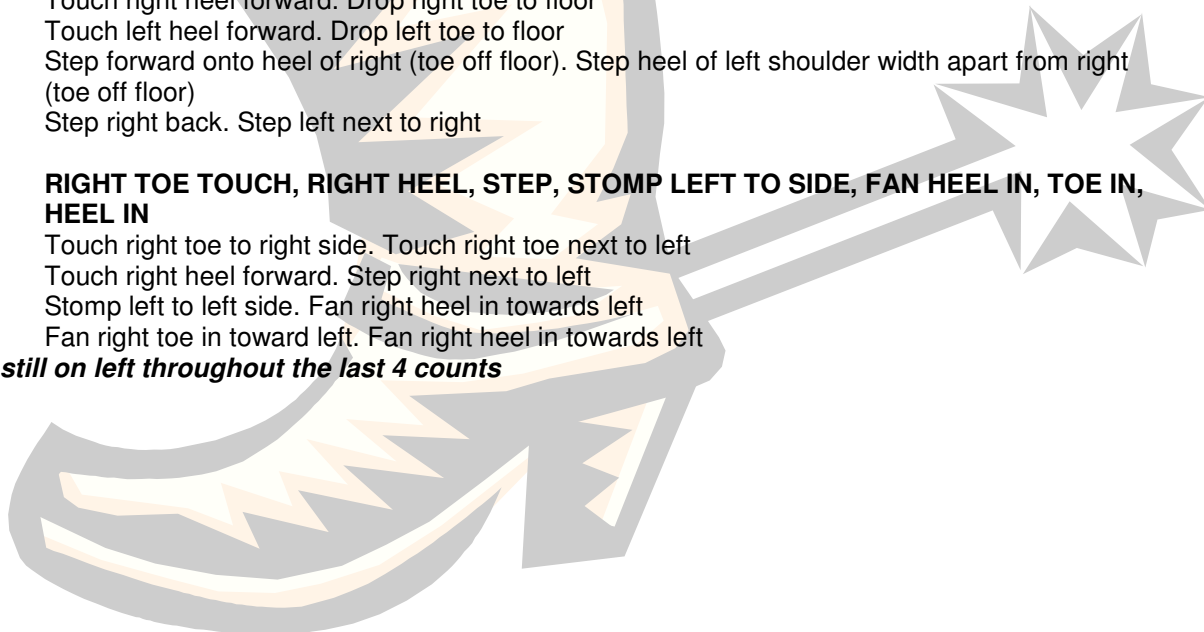 Touch right heel forward. Drop right toe to floor
Touch left heel forward. Drop left toe to floor
Step forward onto heel of right (toe off floor). Step heel of left shoulder width apart from right
(toe off floor)
Step right back. Step left next to right
RIGHT TOE TOUCH, RIGHT HEEL, STEP, STOMP LEFT TO SIDE, FAN HEEL IN, TOE IN,
HEEL IN
Touch right toe to right side. Touch right toe next to left
Touch right heel forward. Step right next to left
Stomp left to left side. Fan right heel in towards left
Fan right toe in toward left. Fan right heel in towards left
still on left throughout the last 4 counts